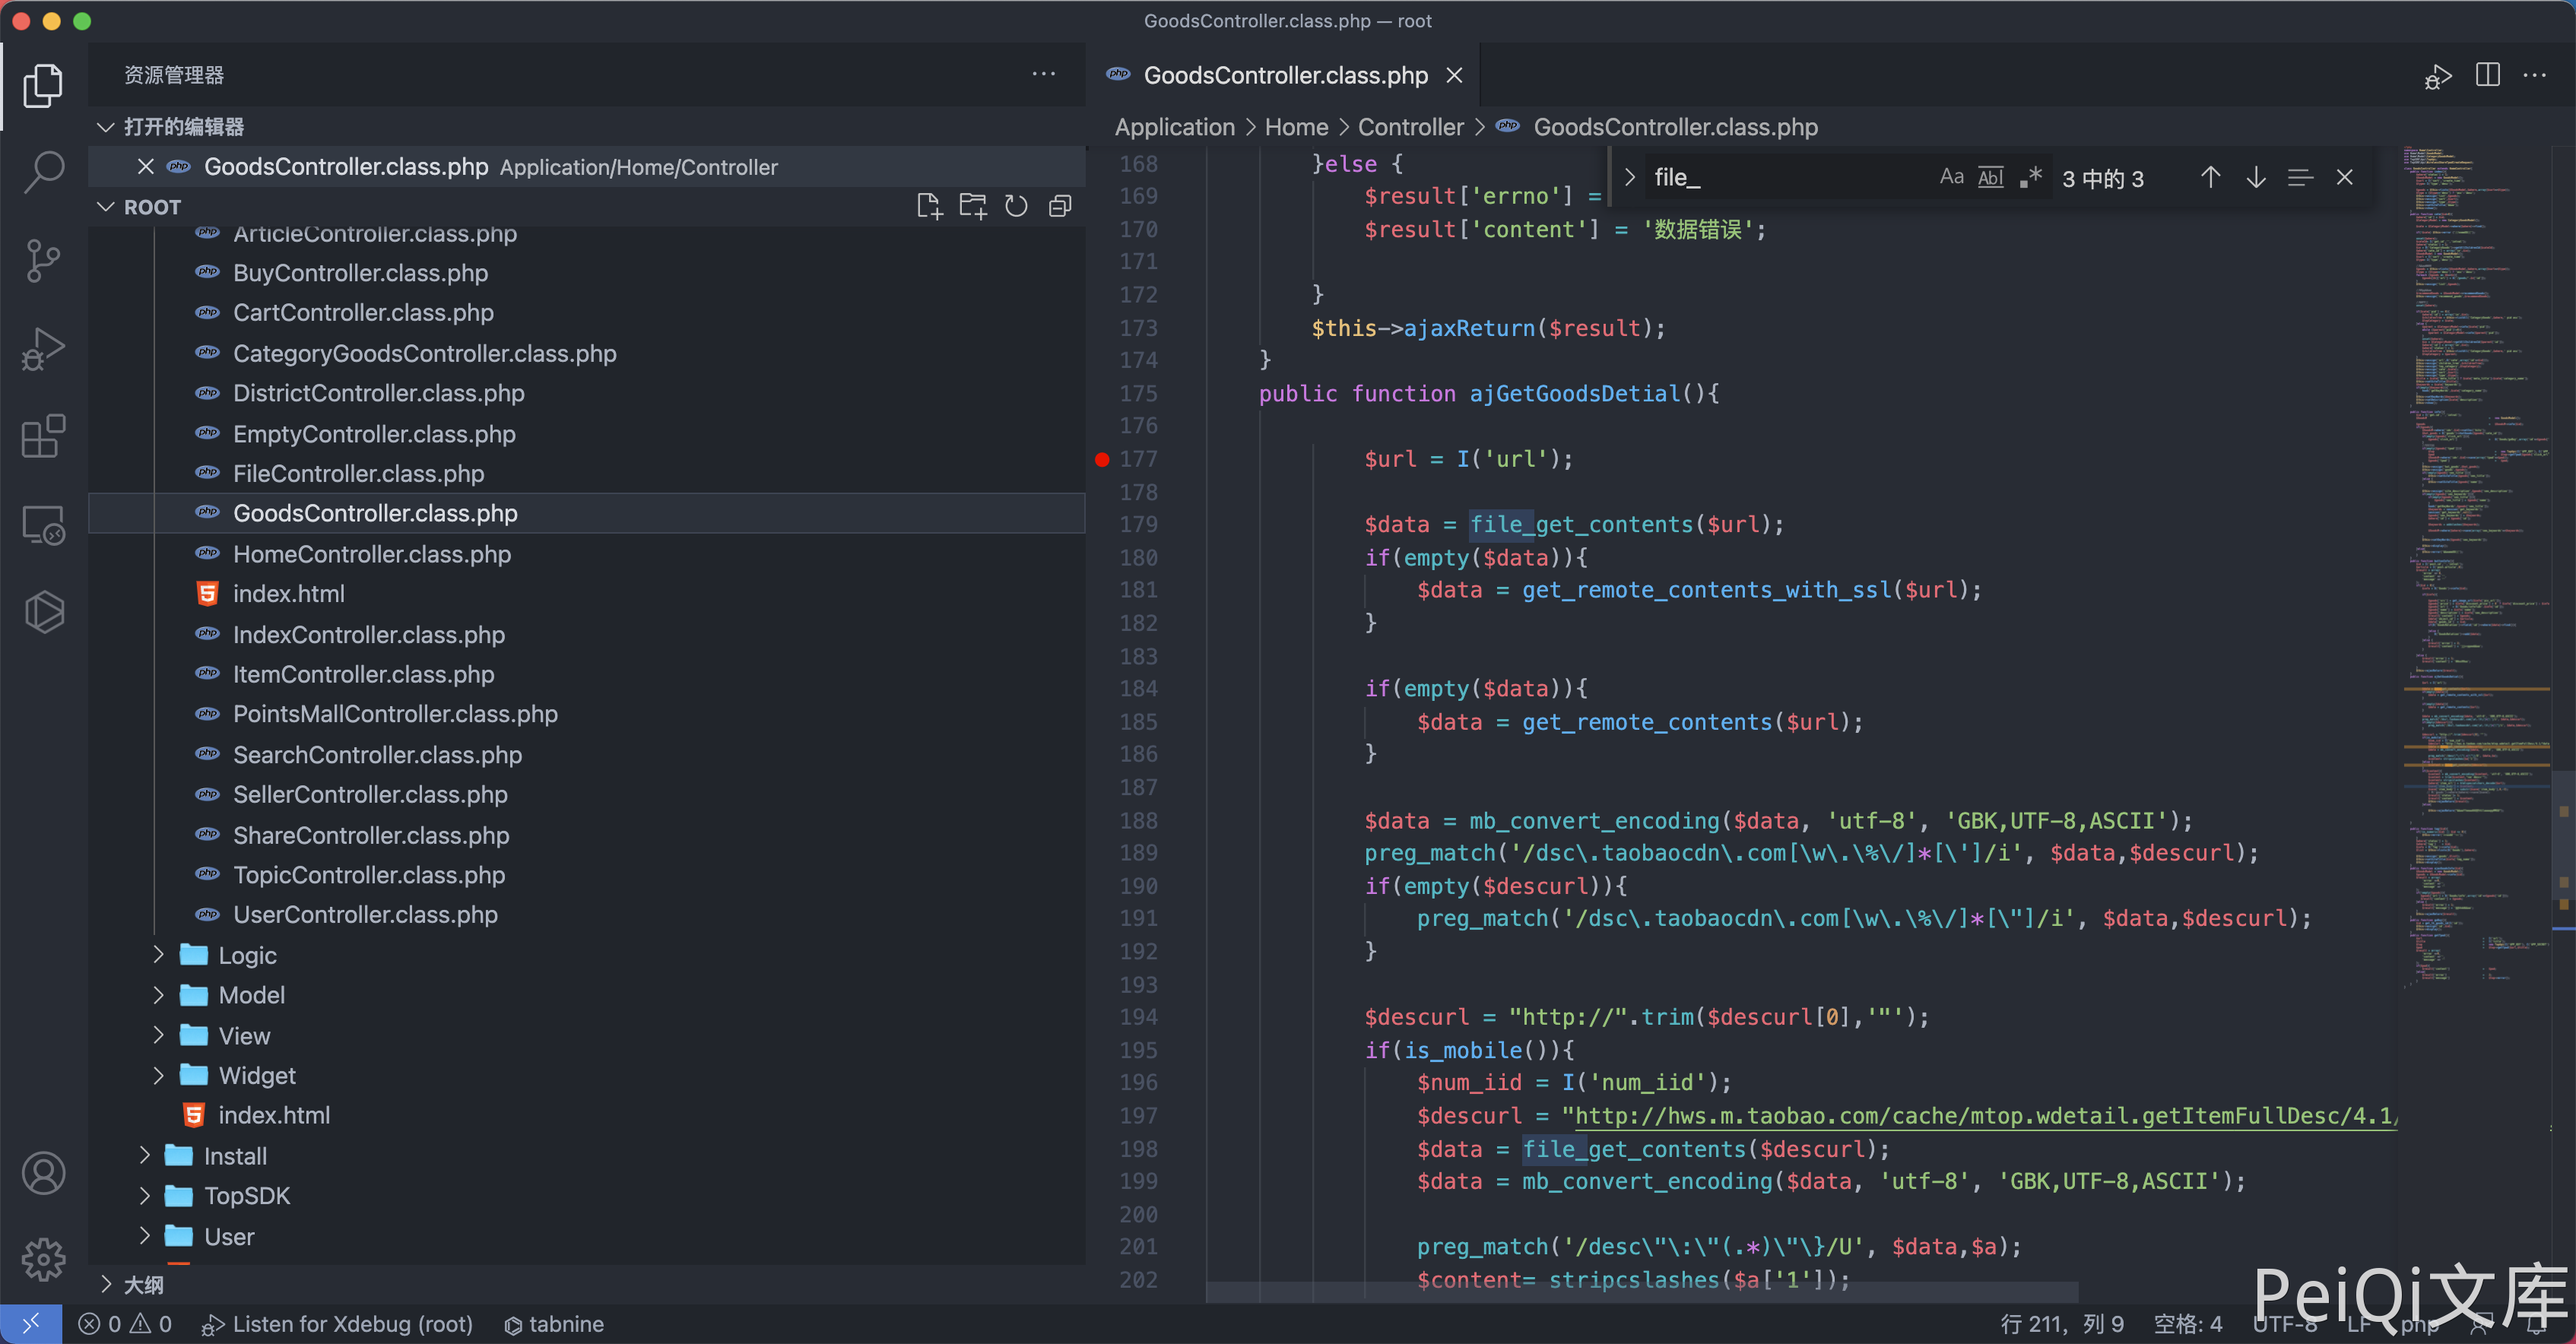 GoodsController.class.php — root
资源管理器
打开的编辑器
GoodsController.class.php Application/Home/Controller
ROOT
ArticleController.class.php
BuyController.class.php
CartController.class.php
CategoryGoodsController.class.php
DistrictController.class.php
EmptyController.class.php
FileController.class.php
GoodsController.class.php
HomeController.class.php
index.html
IndexController.class.php
ItemController.class.php
PointsMallController.class.php
SearchController.class.php
SellerController.class.php
ShareController.class.php
TopicController.class.php
UserController.class.php
Logic
Model
View
Widget
index.html
Install
TopSDK
User
大纲
GoodsController.class.php
Application > Home > Controller > GoodsController.class.php
file_ Aa Abl .* 3 中的 3
168 }else {
169 $result['errno'] =
170 $result['content'] = '数据错误';
171
172 }
173 $this->ajaxReturn($result);
174 }
175 public function ajGetGoodsDetial(){
176
177 $url = I('url');
178
179 $data = file_get_contents($url);
180 if(empty($data)){
181 $data = get_remote_contents_with_ssl($url);
182 }
183
184 if(empty($data)){
185 $data = get_remote_contents($url);
186 }
187
188 $data = mb_convert_encoding($data, 'utf-8', 'GBK,UTF-8,ASCII');
189 preg_match('/dsc\.taobaocdn\.com[\w\.\%\/]*[\']/i', $data,$descurl);
190 if(empty($descurl)){
191 preg_match('/dsc\.taobaocdn\.com[\w\.\%\/]*[\"]/i', $data,$descurl);
192 }
193
194 $descurl = "http://".trim($descurl[0],'"');
195 if(is_mobile()){
196 $num_iid = I('num_iid');
197 $descurl = "http://hws.m.taobao.com/cache/mtop.wdetail.getItemFullDesc/4.1/
198 $data = file_get_contents($descurl);
199 $data = mb_convert_encoding($data, 'utf-8', 'GBK,UTF-8,ASCII');
200
201 preg_match('/desc\"\:\"(.*)\"\}/U', $data,$a);
202 $content= stripcslashes($a['1']);
PeiQi文库
0 0 Listen for Xdebug (root) tabnine
行 211，列 9 空格: 4 UTF-8 LF php